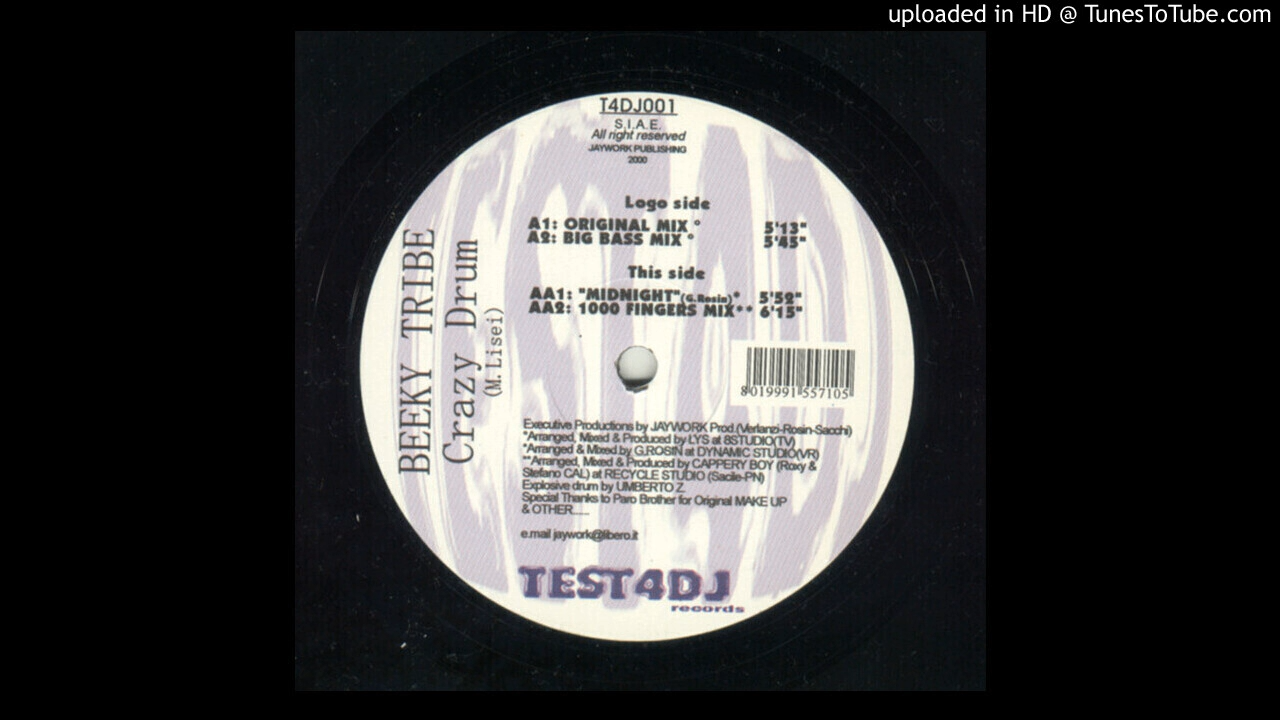 uploaded in HD @ TunesToTube.com
T4DJ001
S.I.A.E.
All right reserved
JAYWORK PUBLISHING
2000
Logo side
A1: ORIGINAL MIX ° 5'13"
A2: BIG BASS MIX ° 5'45"
This side
AA1: "MIDNIGHT" (G.Rosin)* 5'52"
AA2: 1000 FINGERS MIX** 6'15"
BEEKY TRIBE
Crazy Drum
(M.Lisei)
8019991557105
Executive Productions by JAYWORK Prod.(Verlanzi-Rosin-Sacchi)
°Arranged, Mixed & Produced by LYS at 8STUDIO(TV)
*Arranged & Mixed by G.ROSIN at DYNAMIC STUDIO(VR)
**Arranged, Mixed & Produced by CAPPERY BOY (Roxy &
Stefano CAL) at RECYCLE STUDIO (Sacile-PN)
Explosive drum by UMBERTO Z.
Special Thanks to Paro Brother for Original MAKE UP
& OTHER......
e.mail jaywork@libero.it
TEST4DJ
records